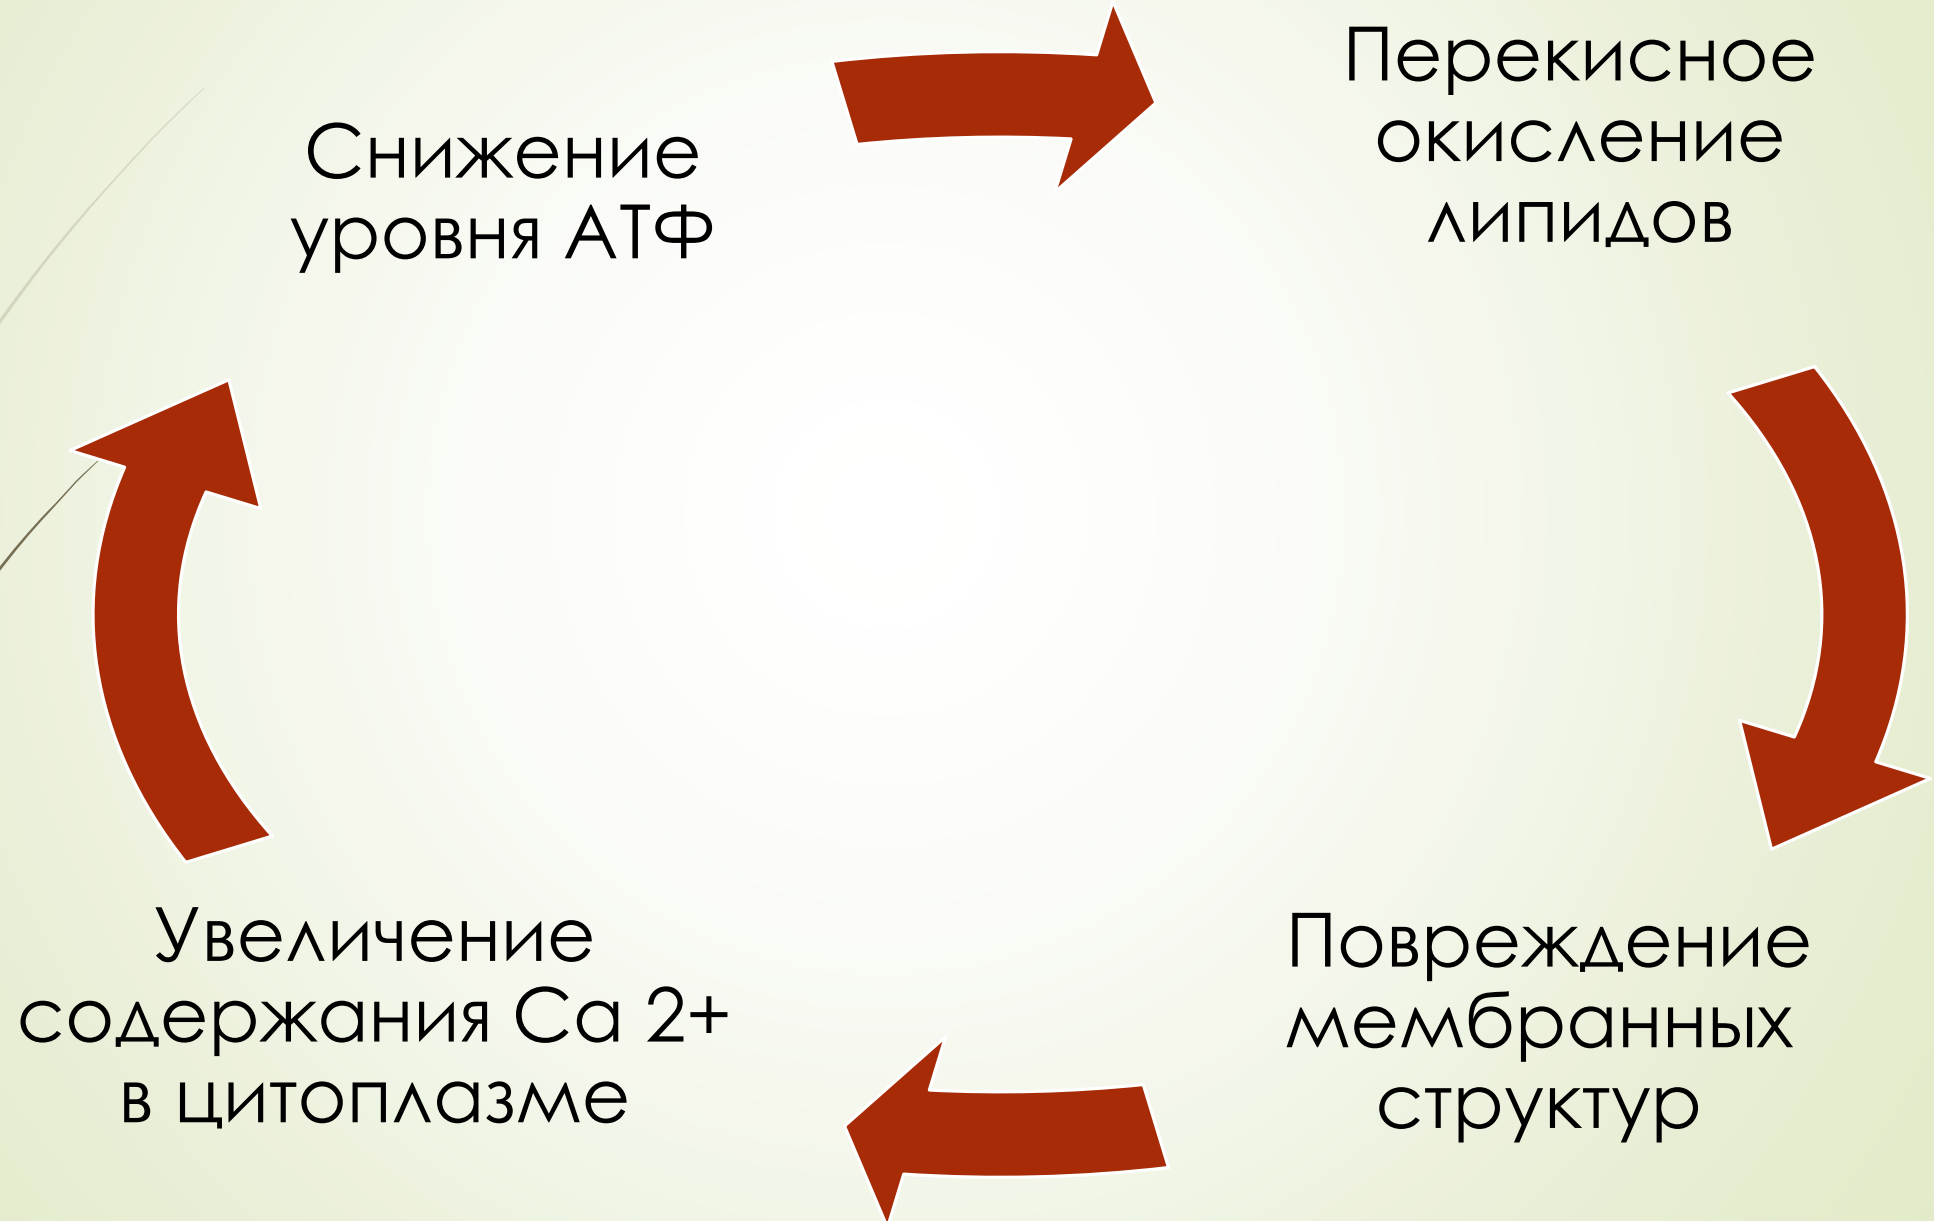 Снижение
уровня АТФ
Перекисное
окисление
липидов
Повреждение
мембранных
структур
Увеличение
содержания Са 2+
в цитоплазме